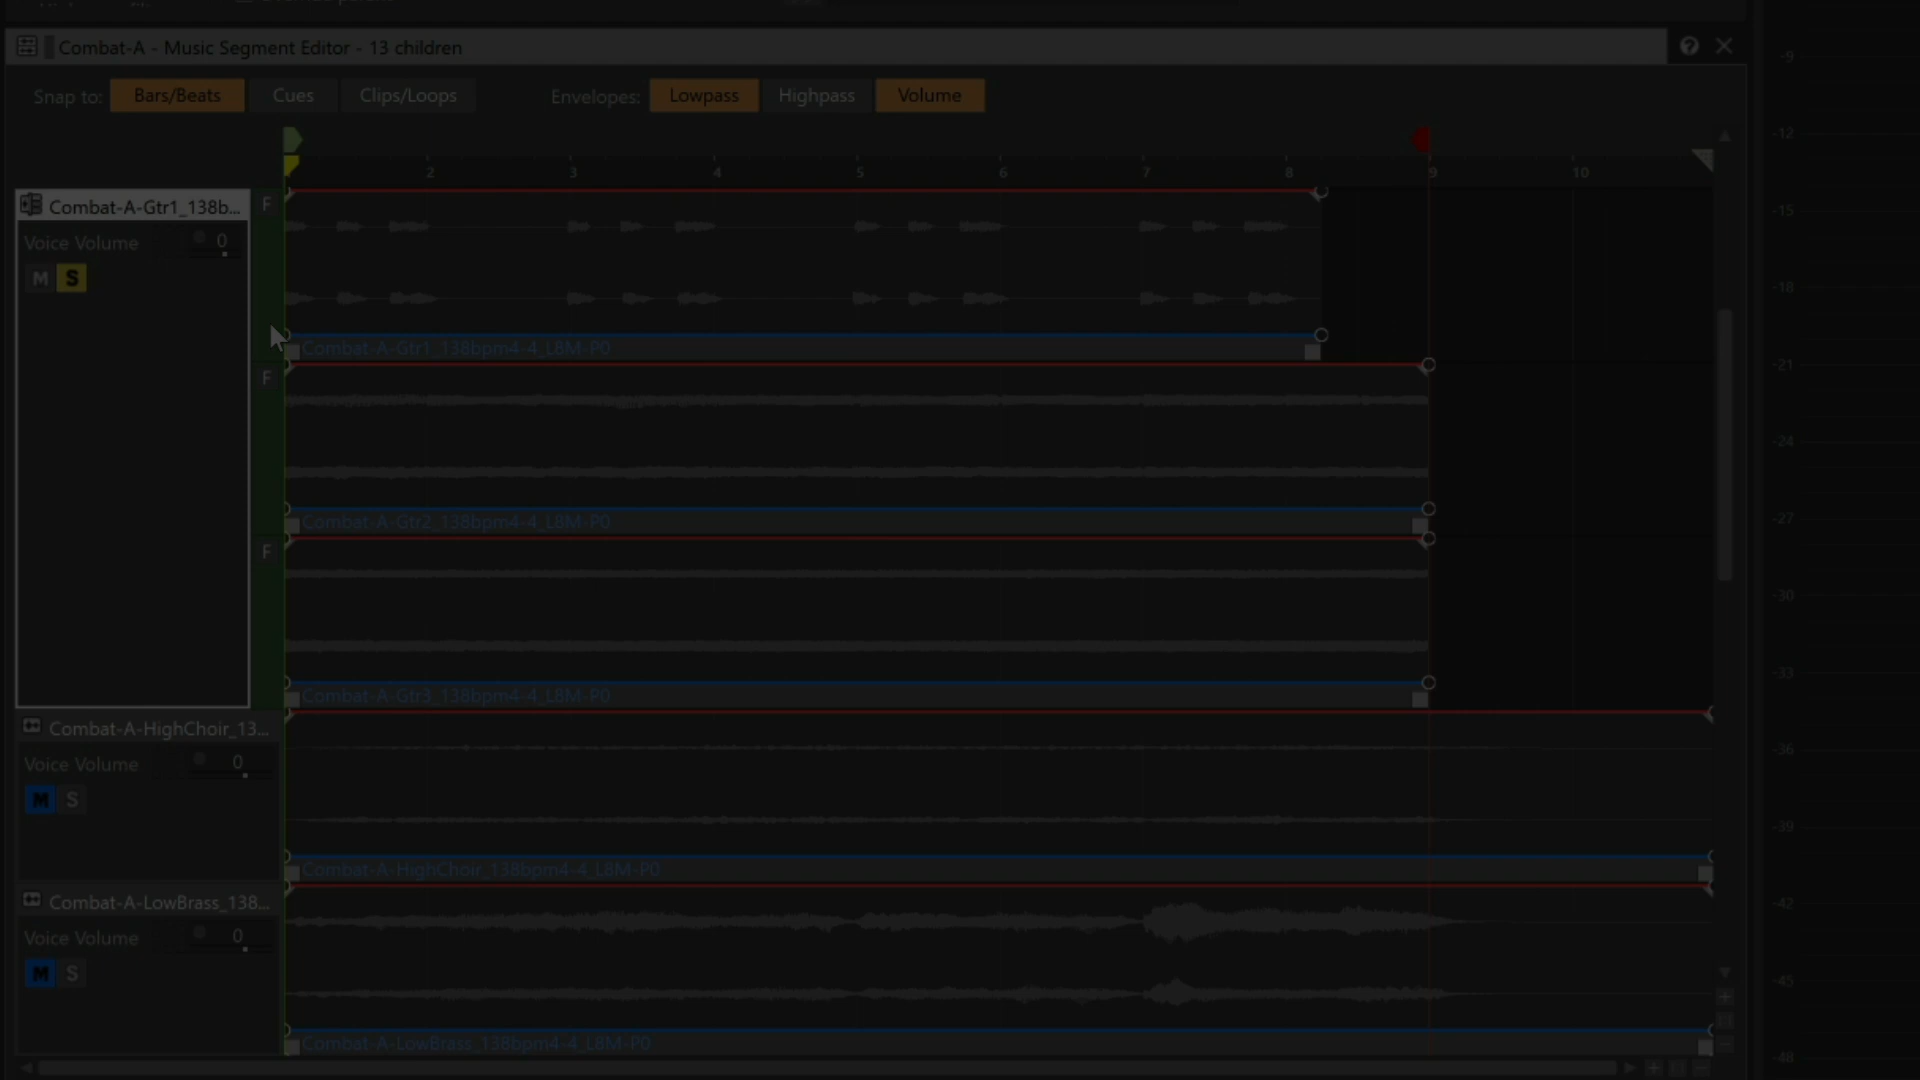 Combat-A - Music Segment Editor - 13 children
-9
Snap to: Bars/Beats Cues Clips/Loops Envelopes: Lowpass Highpass Volume
-12
2 3 4 5 6 7 8 9 10
Combat-A-Gtr1_138b... F
-15
Voice Volume 0
M S
-18
Combat-A-Gtr1_138bpm4-4_L8M-P0
-21
F
-24
Combat-A-Gtr2_138bpm4-4_L8M-P0
-27
F
-30
-33
Combat-A-Gtr3_138bpm4-4_L8M-P0
Combat-A-HighChoir_13...
-36
Voice Volume 0
M S
-39
Combat-A-HighChoir_138bpm4-4_L8M-P0
Combat-A-LowBrass_138...
-42
Voice Volume 0
M S
-45
Combat-A-LowBrass_138bpm4-4_L8M-P0
-48